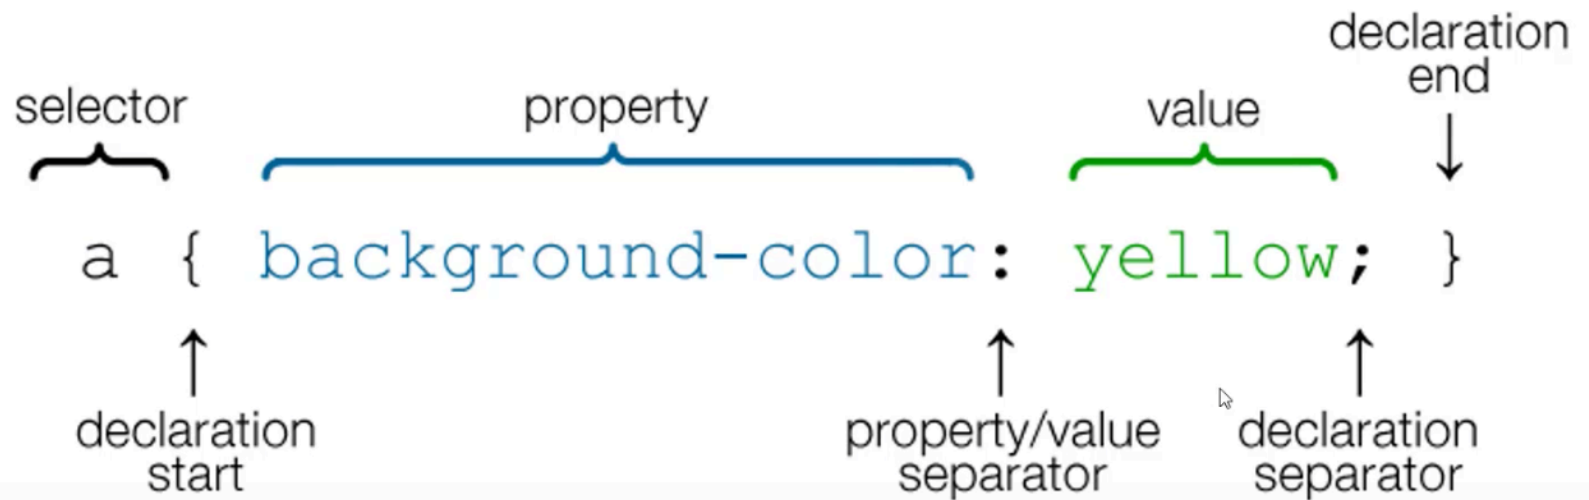 declaration
end
selector
property
value
a { background-color: yellow; }
declaration
start
property/value
separator
declaration
separator